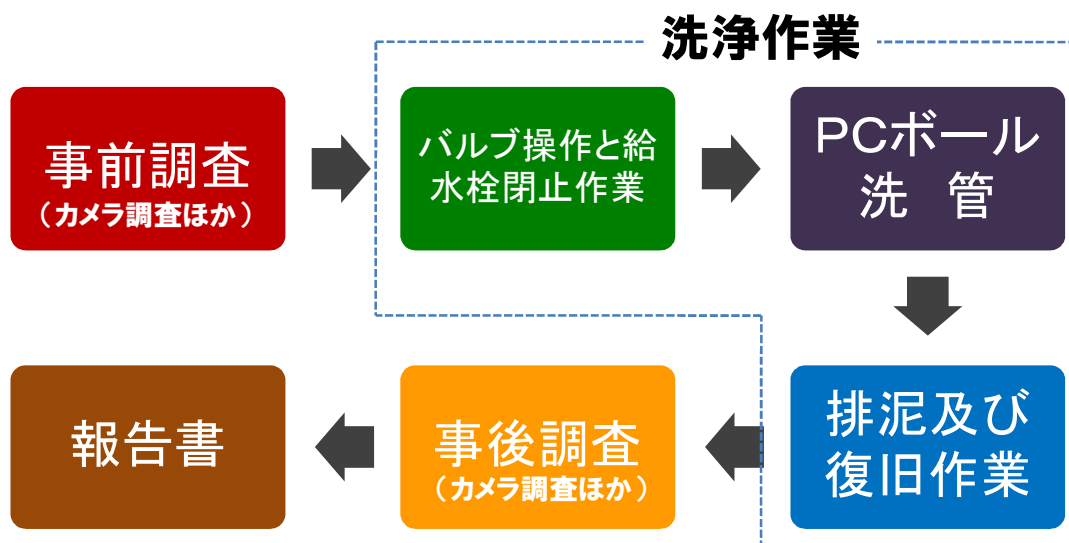 洗浄作業
事前調査
（カメラ調査ほか）
バルブ操作と給
水栓閉止作業
PCボール
洗　管
排泥及び
復旧作業
事後調査
（カメラ調査ほか）
報告書